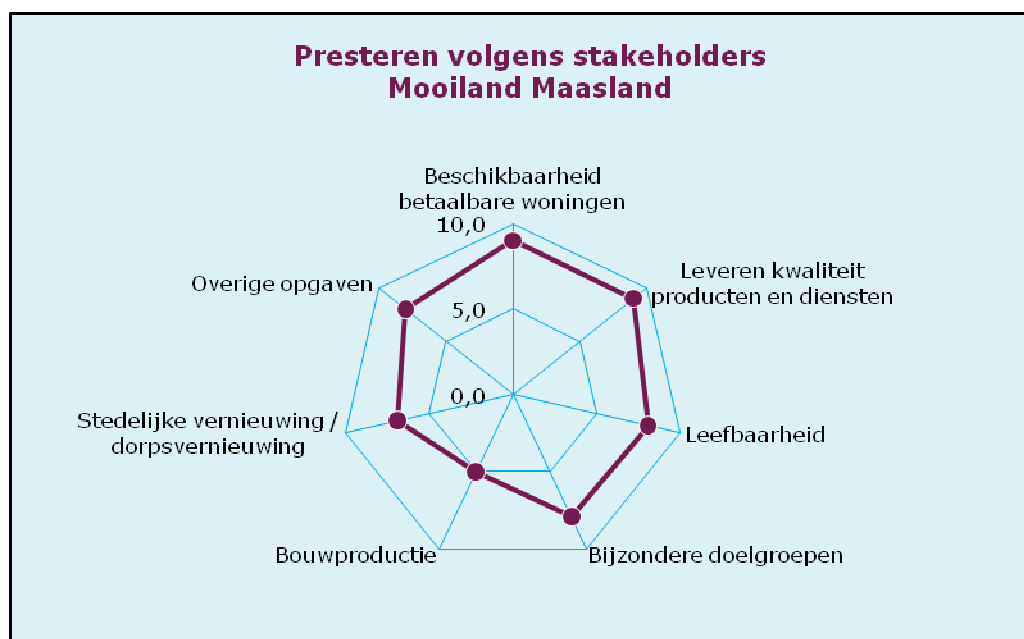 Presteren volgens stakeholders
Mooiland Maasland
Beschikbaarheid
betaalbare woningen
10,0
Leveren kwaliteit
producten en diensten
Overige opgaven
5,0
0,0
Stedelijke vernieuwing /
dorpsvernieuwing
Leefbaarheid
Bouwproductie
Bijzondere doelgroepen